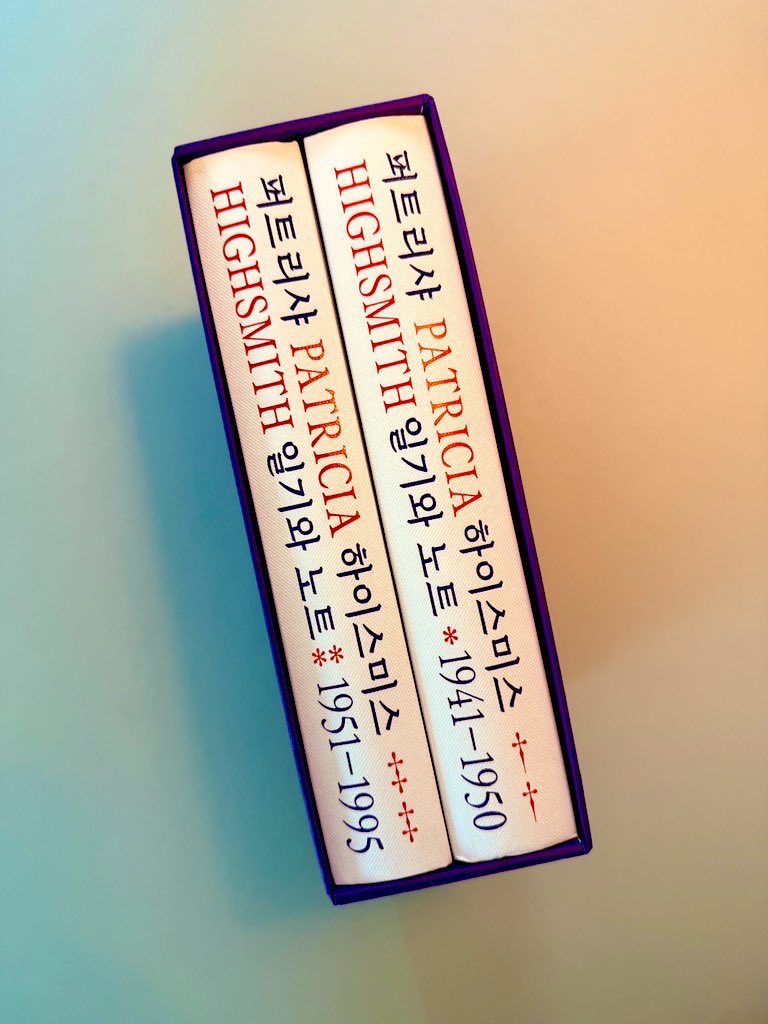 퍼트리샤 PATRICIA 하이스미스 ††
HIGHSMITH 일기와 노트 * 1941–1950
퍼트리샤 PATRICIA 하이스미스 ‡‡
HIGHSMITH 일기와 노트 ** 1951–1995